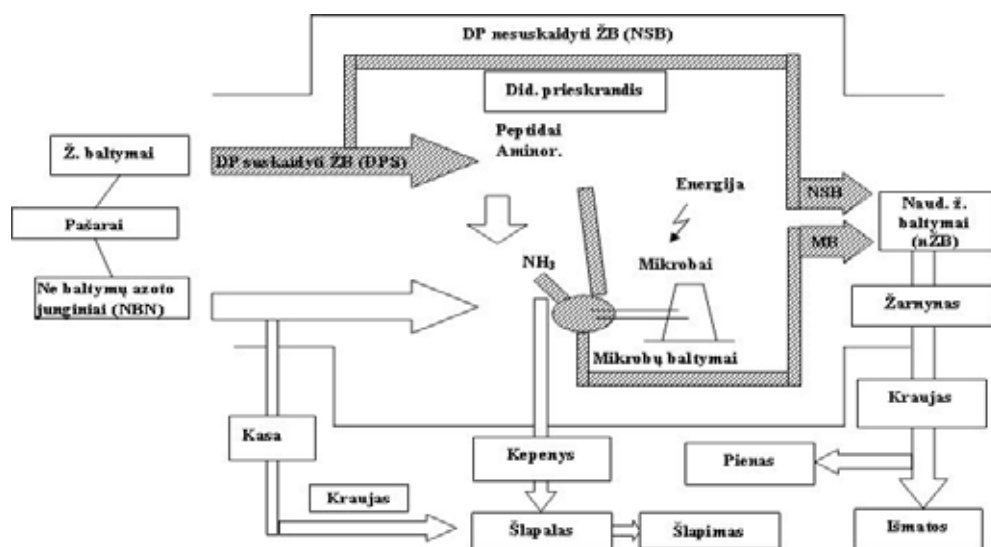 DP nesuskaidyti ŽB (NSB)
Did. prieskrandis
Peptidai
Aminor.
Ž. baltymai
DP suskaidyti ŽB (DPS)
Energija
NSB
Pašarai
Naud. ž.
baltymai
(nŽB)
MB
NH₃
Mikrobai
Ne baltymų azoto
junginiai (NBN)
Žarnynas
Mikrobų baltymai
Kraujas
Kasa
Kepenys
Pienas
Kraujas
Šlapalas
Šlapimas
Išmatos